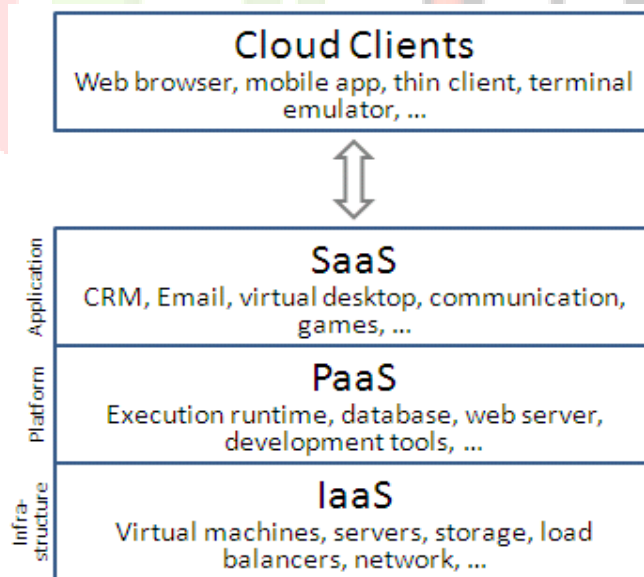 Cloud Clients
Web browser, mobile app, thin client, terminal
emulator, ...
Application
SaaS
CRM, Email, virtual desktop, communication,
games, ...
Platform
PaaS
Execution runtime, database, web server,
development tools, ...
Infra-
structure
IaaS
Virtual machines, servers, storage, load
balancers, network, ...